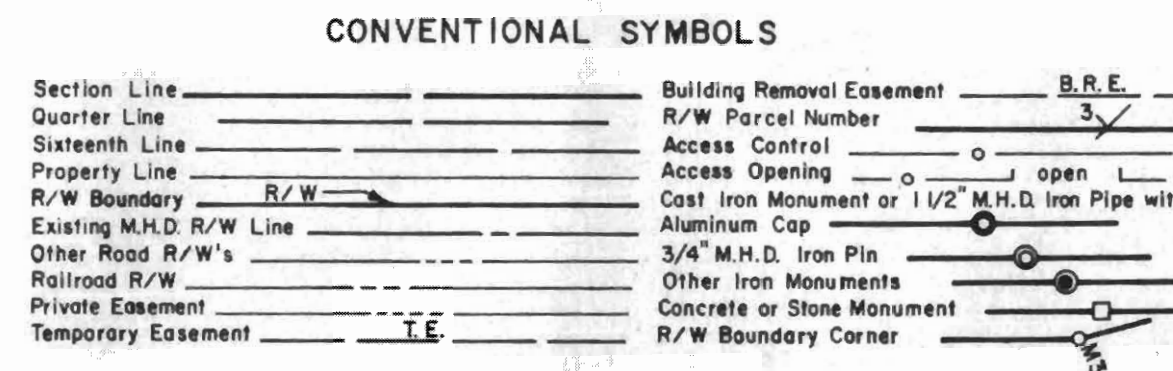 CONVENTIONAL SYMBOLS
Section Line
Quarter Line
Sixteenth Line
Property Line
R/W Boundary R/W
Existing M.H.D. R/W Line
Other Road R/W's
Railroad R/W
Private Easement
Temporary Easement T.E.
Building Removal Easement B.R.E.
R/W Parcel Number 3
Access Control
Access Opening open
Cast Iron Monument or 1 1/2" M.H.D. Iron Pipe wit
Aluminum Cap
3/4" M.H.D. Iron Pin
Other Iron Monuments
Concrete or Stone Monument
R/W Boundary Corner
M3